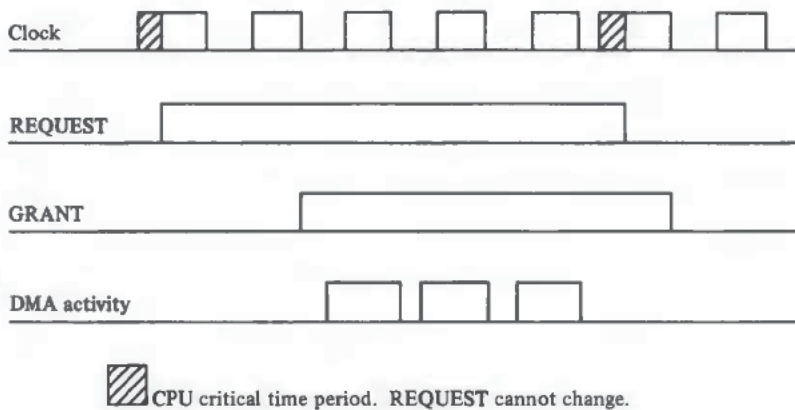 Clock
REQUEST
GRANT
DMA activity
CPU critical time period. REQUEST cannot change.